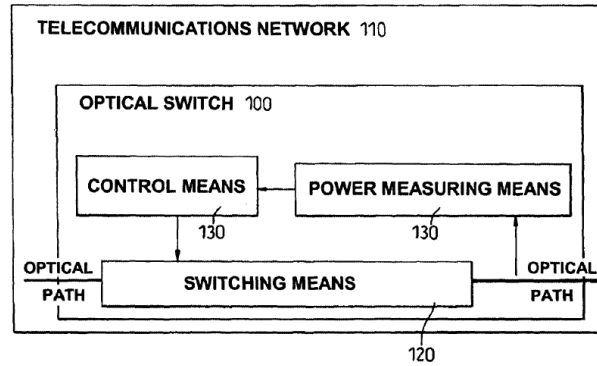 TELECOMMUNICATIONS NETWORK 110
OPTICAL SWITCH 100
CONTROL MEANS
POWER MEASURING MEANS
130
130
OPTICAL
PATH
SWITCHING MEANS
OPTICAL
PATH
120